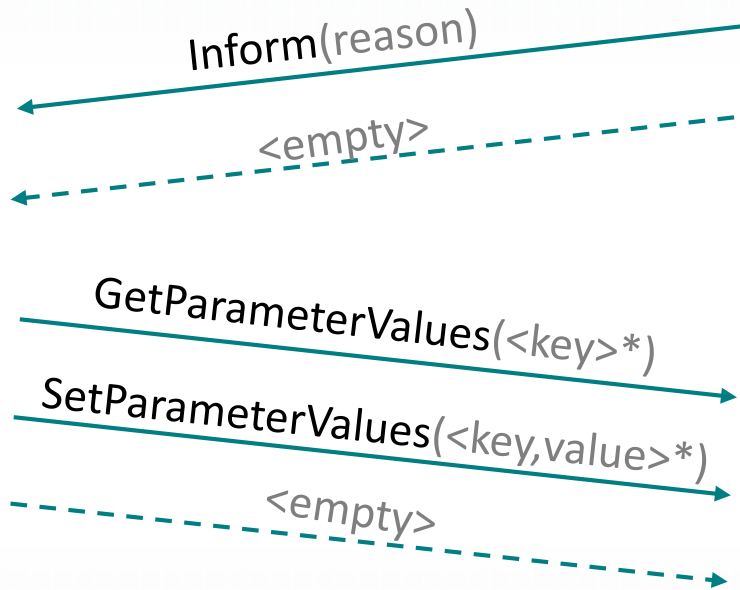 Inform(reason)
<empty>
GetParameterValues(<key>*)
SetParameterValues(<key,value>*)
<empty>